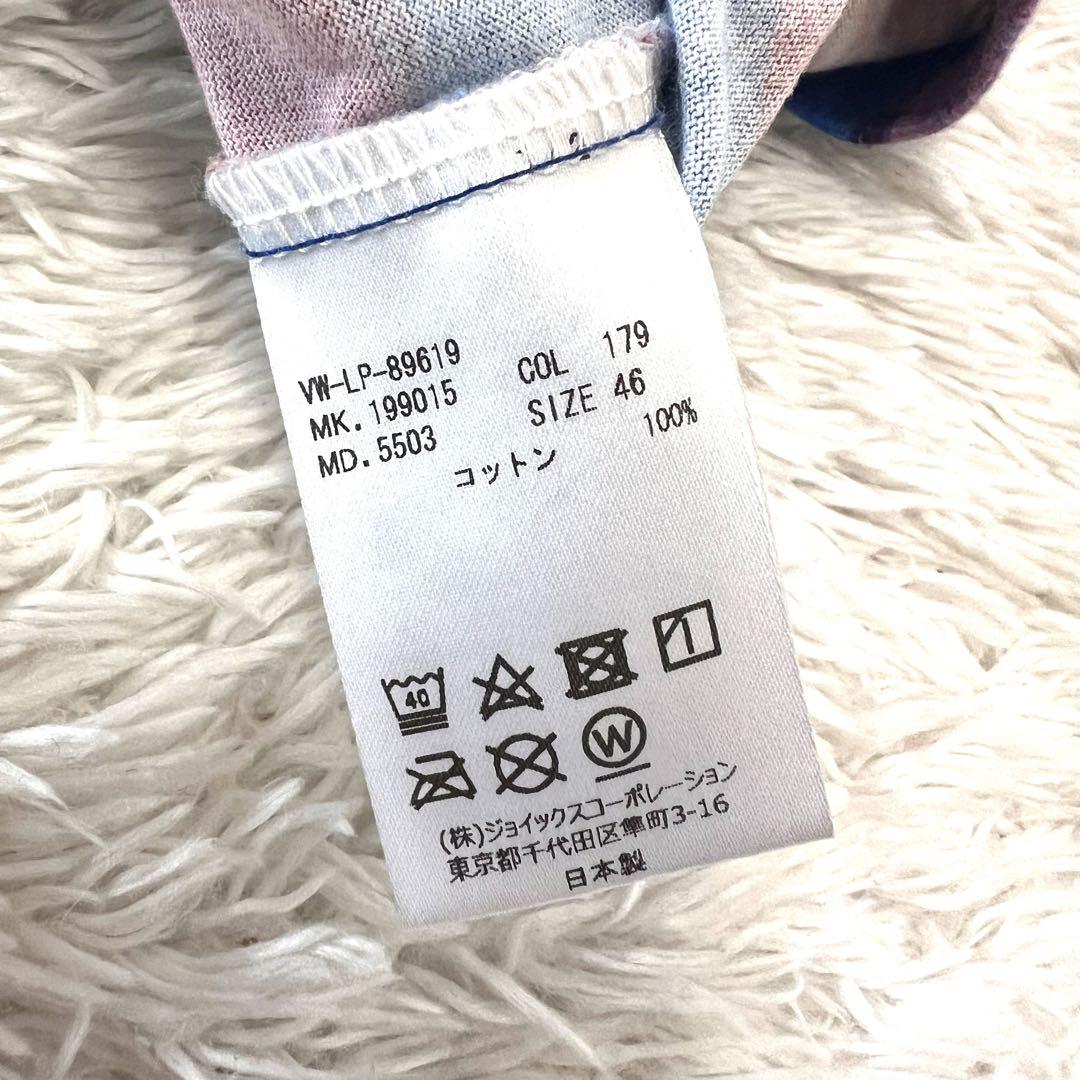 VW-LP-89619 COL 179
MK.199015 SIZE 46
MD.5503
コットン 100%
40
1
W
(株)ジョイックスコーポレーション
東京都千代田区隼町3-16
日本製